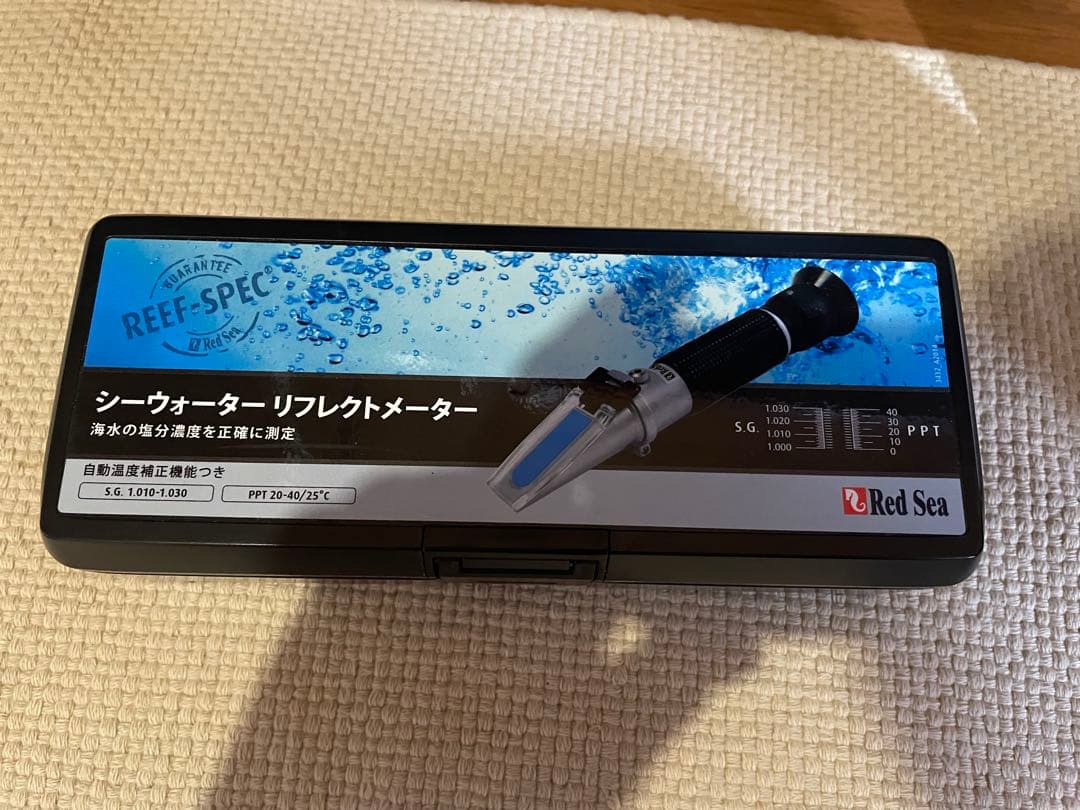 GUARANTEE
REEF-SPEC®
Red Sea
シーウォーター リフレクトメーター
海水の塩分濃度を正確に測定
自動温度補正機能つき
S.G. 1.010-1.030
PPT 20-40/25°C
S.G.
1.030
1.020
1.010
1.000
40
30
20
10
0
PPT
Red Sea